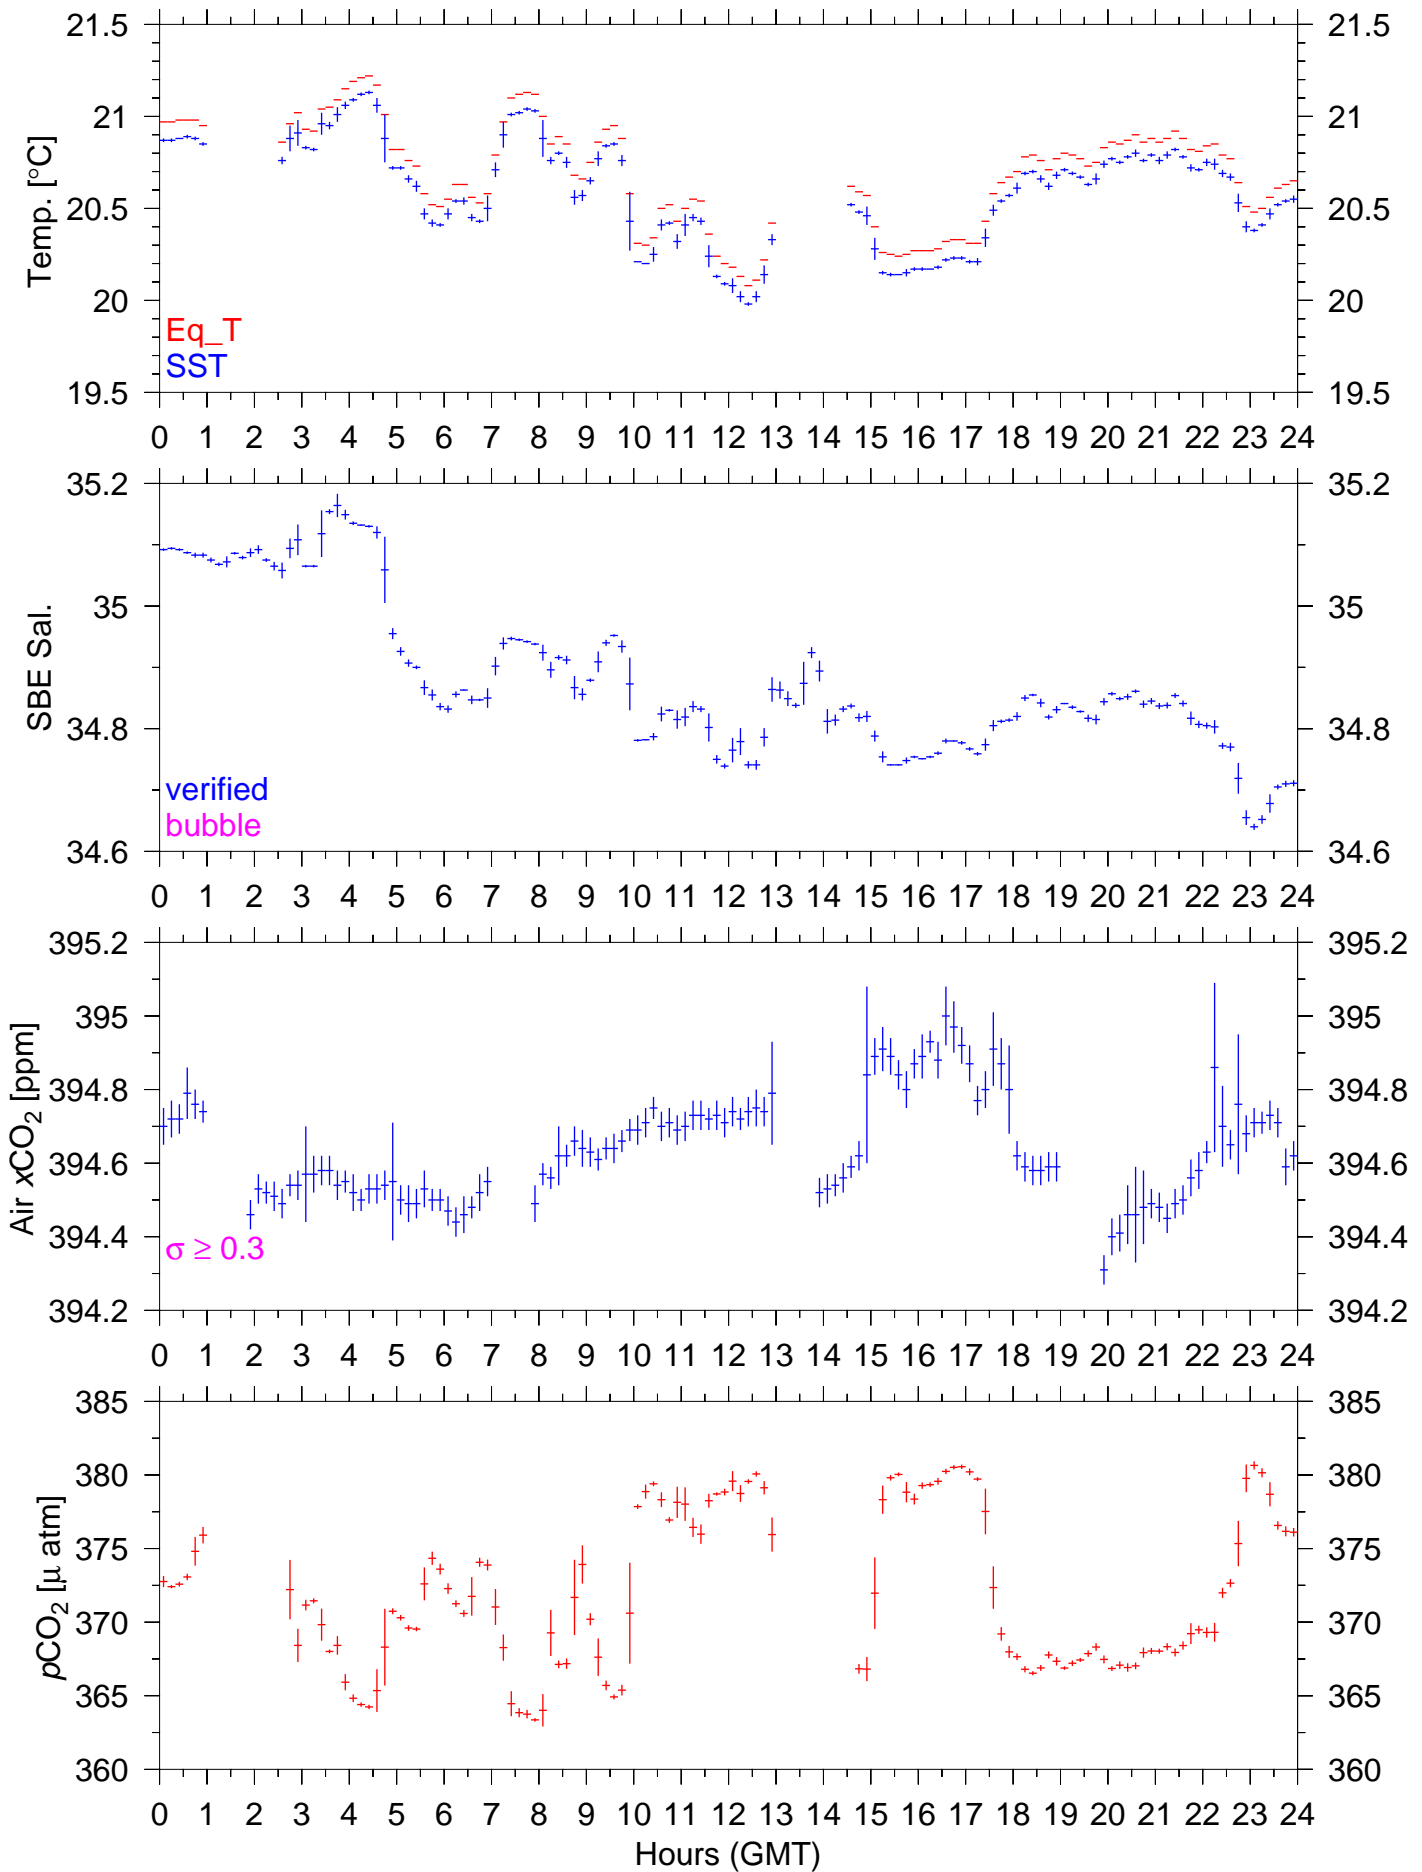 21.5 21.5
21 21
20.5 20.5
20 20
19.5 19.5
Temp. [°C]
Eq_T
SST
0 1 2 3 4 5 6 7 8 9 10 11 12 13 14 15 16 17 18 19 20 21 22 23 24
35.2 35.2
35 35
34.8 34.8
34.6 34.6
SBE Sal.
verified
bubble
0 1 2 3 4 5 6 7 8 9 10 11 12 13 14 15 16 17 18 19 20 21 22 23 24
395.2 395.2
395 395
394.8 394.8
394.6 394.6
394.4 394.4
394.2 394.2
Air xCO₂ [ppm]
σ ≥ 0.3
0 1 2 3 4 5 6 7 8 9 10 11 12 13 14 15 16 17 18 19 20 21 22 23 24
385 385
380 380
375 375
370 370
365 365
360 360
pCO₂ [μ atm]
0 1 2 3 4 5 6 7 8 9 10 11 12 13 14 15 16 17 18 19 20 21 22 23 24
Hours (GMT)